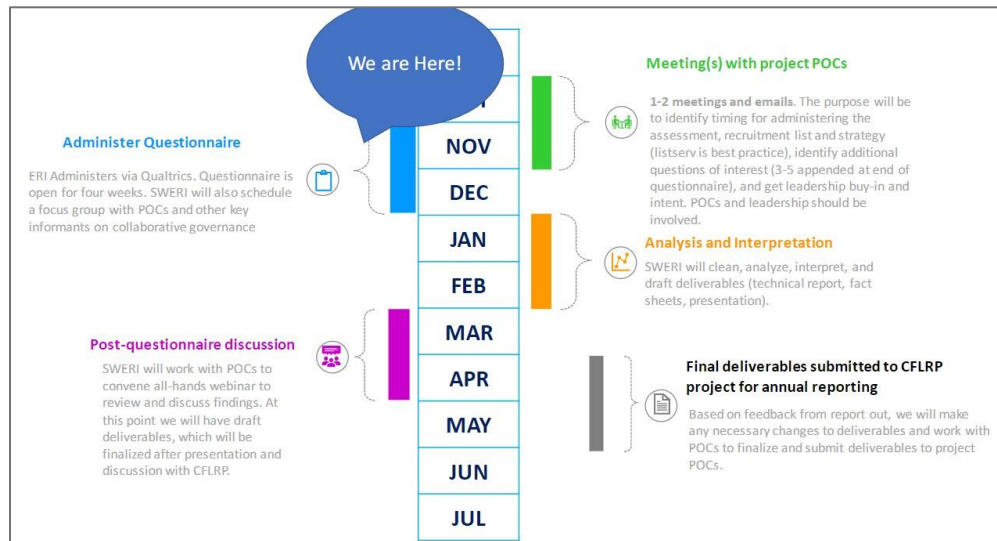 We are Here!
Administer Questionnaire
ERI Administers via Qualtrics. Questionnaire is
open for four weeks. SWERI will also schedule
a focus group with POCs and other key
informants on collaborative governance
Post-questionnaire discussion
SWERI will work with POCs to
convene all-hands webinar to
review and discuss findings. At
this point we will have draft
deliverables, which will be
finalized after presentation and
discussion with CFLRP.
NOV
DEC
JAN
FEB
MAR
APR
MAY
JUN
JUL
Meeting(s) with project POCs
1-2 meetings and emails. The purpose will be
to identify timing for administering the
assessment, recruitment list and strategy
(listserv is best practice), identify additional
questions of interest (3-5 appended at end of
questionnaire), and get leadership buy-in and
intent. POCs and leadership should be
involved.
Analysis and Interpretation
SWERI will clean, analyze, interpret, and
draft deliverables (technical report, fact
sheets, presentation).
Final deliverables submitted to CFLRP
project for annual reporting
Based on feedback from report out, we will make
any necessary changes to deliverables and work with
POCs to finalize and submit deliverables to project
POCs.